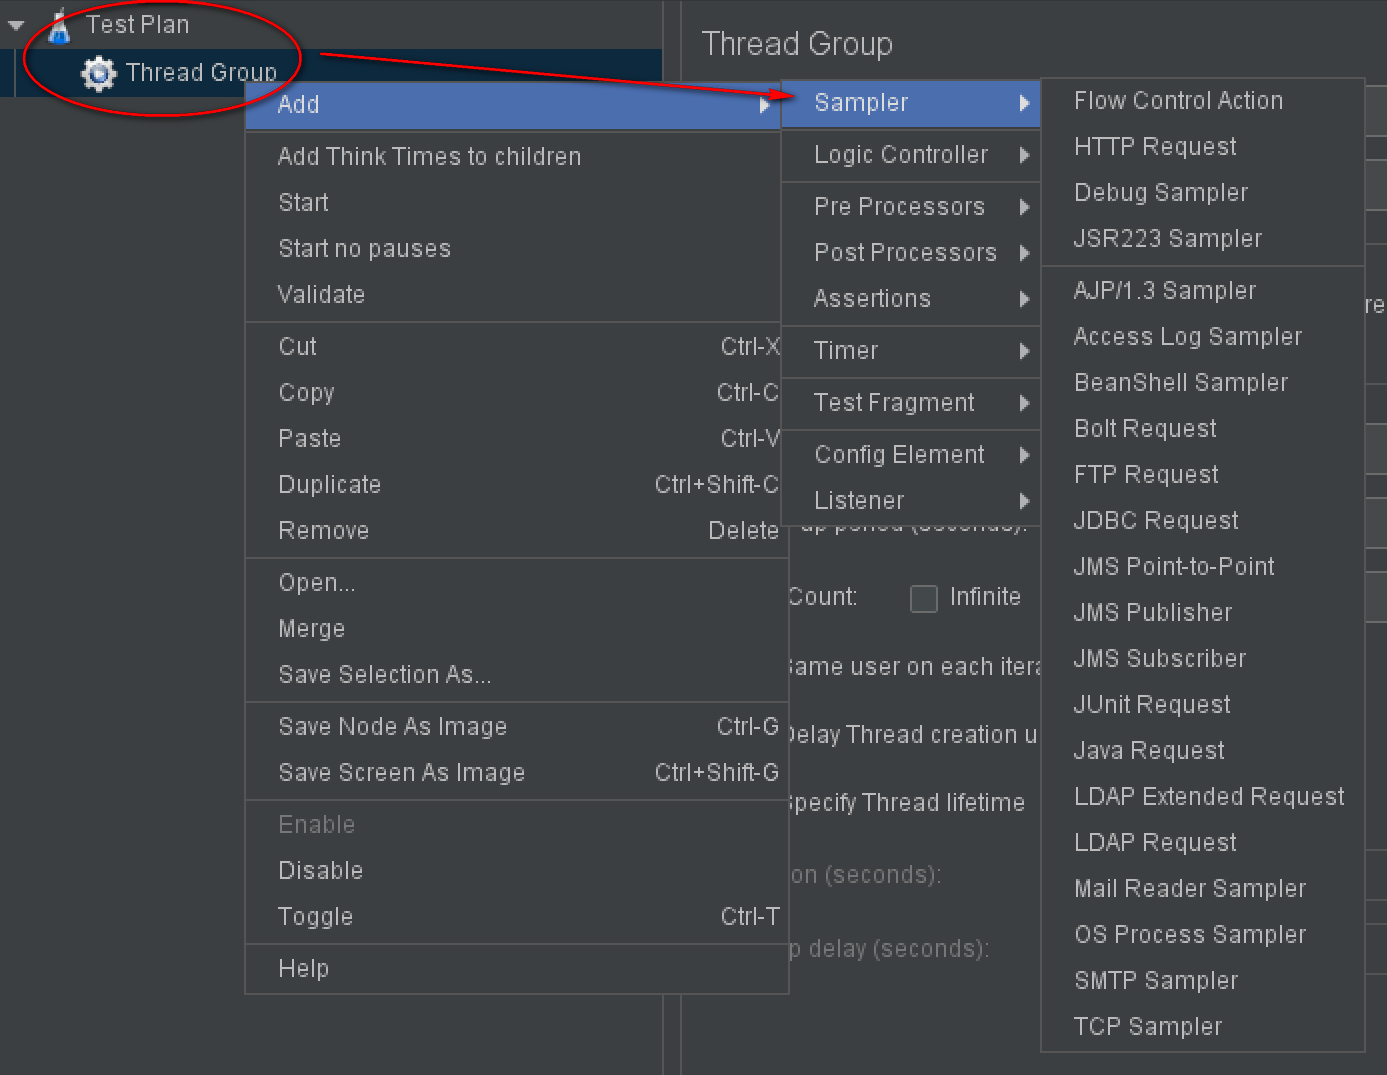 Test Plan
Thread Group
Thread Group
Add
Add Think Times to children
Start
Start no pauses
Validate
Cut Ctrl-X
Copy Ctrl-C
Paste Ctrl-V
Duplicate Ctrl+Shift-C
Remove Delete
Open...
Merge
Save Selection As...
Save Node As Image Ctrl-G
Save Screen As Image Ctrl+Shift-G
Enable
Disable
Toggle Ctrl-T
Help
Sampler
Logic Controller
Pre Processors
Post Processors
Assertions
Timer
Test Fragment
Config Element
Listener
up period (seconds):
Count: Infinite
Same user on each itera
Delay Thread creation u
Specify Thread lifetime
on (seconds):
p delay (seconds):
Flow Control Action
HTTP Request
Debug Sampler
JSR223 Sampler
AJP/1.3 Sampler
Access Log Sampler
BeanShell Sampler
Bolt Request
FTP Request
JDBC Request
JMS Point-to-Point
JMS Publisher
JMS Subscriber
JUnit Request
Java Request
LDAP Extended Request
LDAP Request
Mail Reader Sampler
OS Process Sampler
SMTP Sampler
TCP Sampler
re